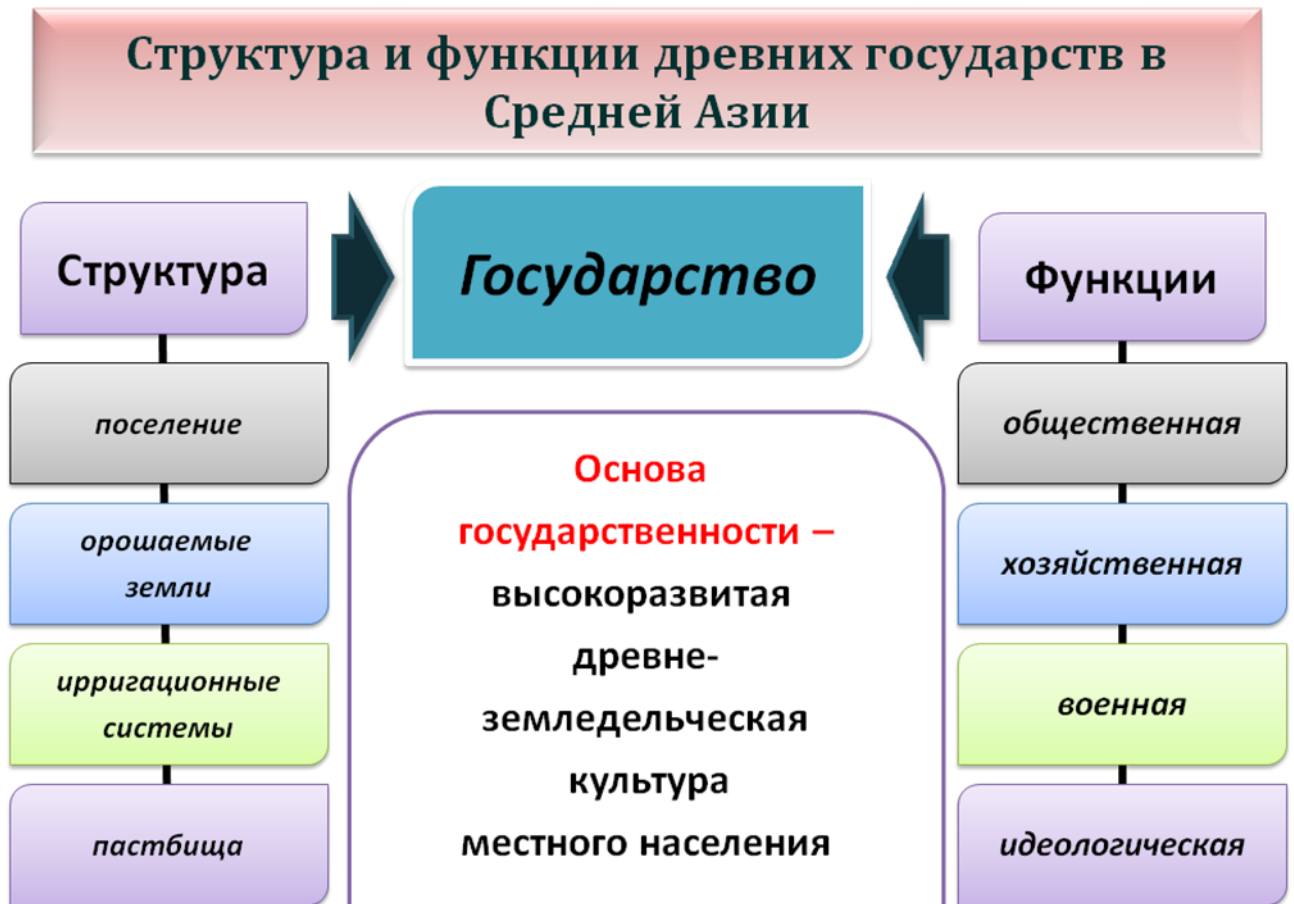 Структура и функции древних государств в
Средней Азии
Структура
Государство
Функции
поселение
орошаемые
земли
ирригационные
системы
пастбища
Основа
государственности –
высокоразвитая
древне-
земледельческая
культура
местного населения
общественная
хозяйственная
военная
идеологическая